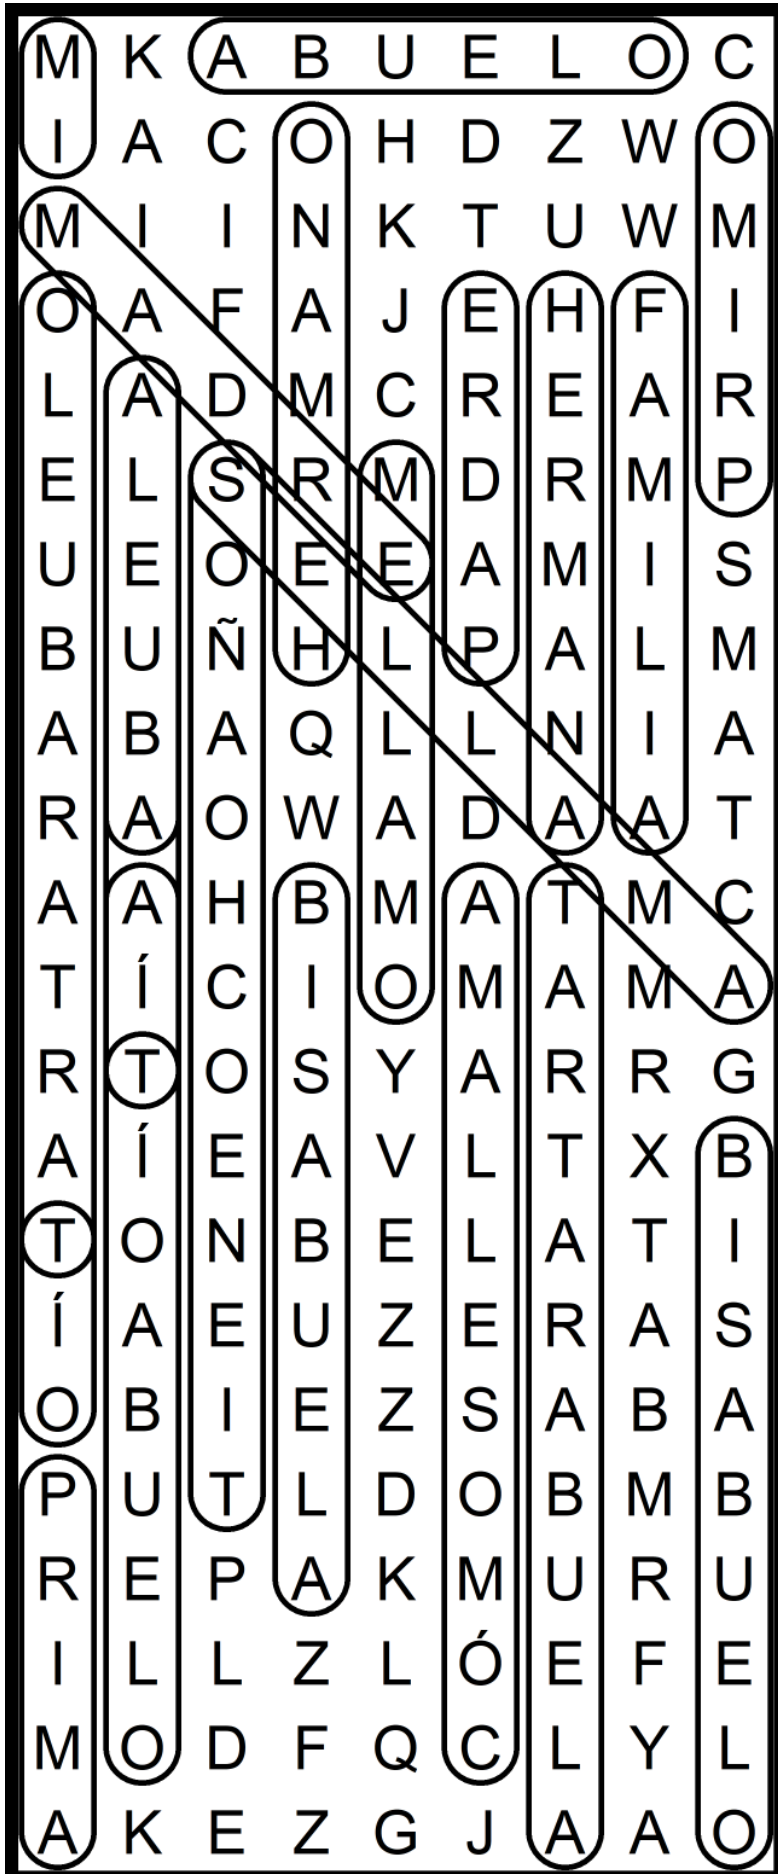 M K A B U E L O C
I A C O H D Z W O
M I I N K T U W M
O A F A J E H F I
L A D M C R E A R
E L S R M D R M P
U E O E E A M I S
B U Ñ H L P A L M
A B A Q L L N I A
R A O W A D A A T
A A H B M A T M C
T Í C I O M A M A
R T O S Y A R R G
A Í E A V L T X B
T O N B E L A T I
Í A E U Z E R A S
O B I E Z S A B A
P U T L D O B M B
R E P A K M U R U
I L L Z L Ó E F E
M O D F Q C L Y L
A K E Z G J A A O